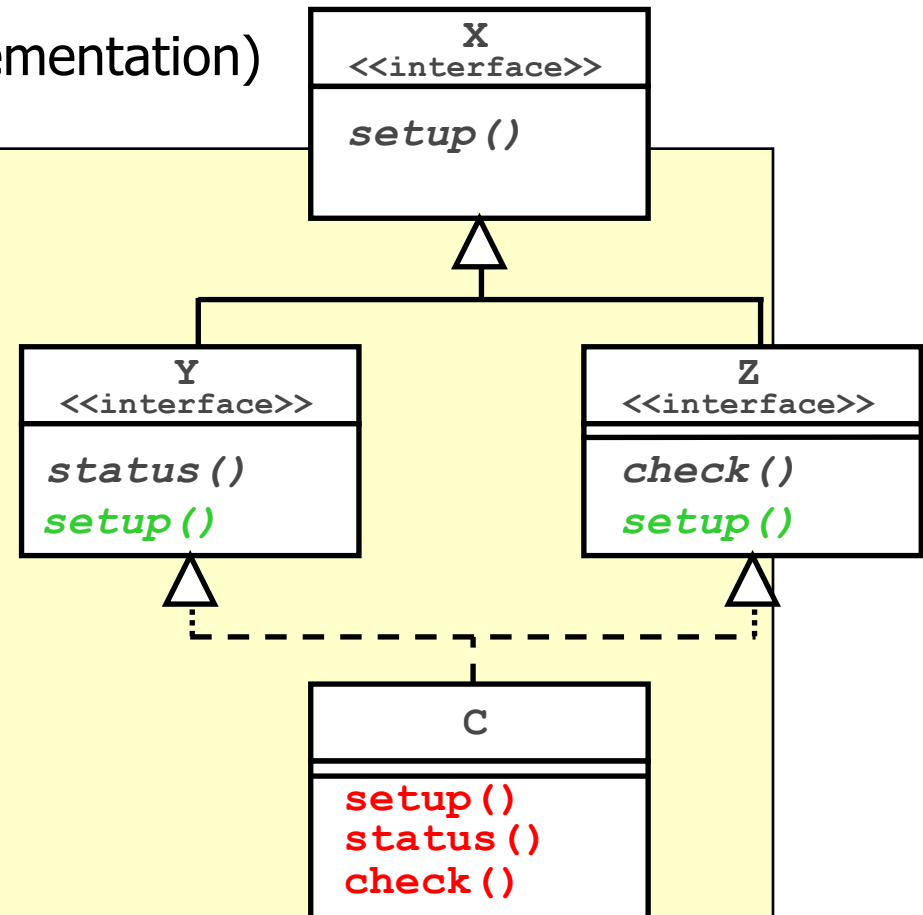 ementation)
X
<<interface>>
setup()
Y
<<interface>>
status()
setup()
Z
<<interface>>
check()
setup()
C
setup()
status()
check()